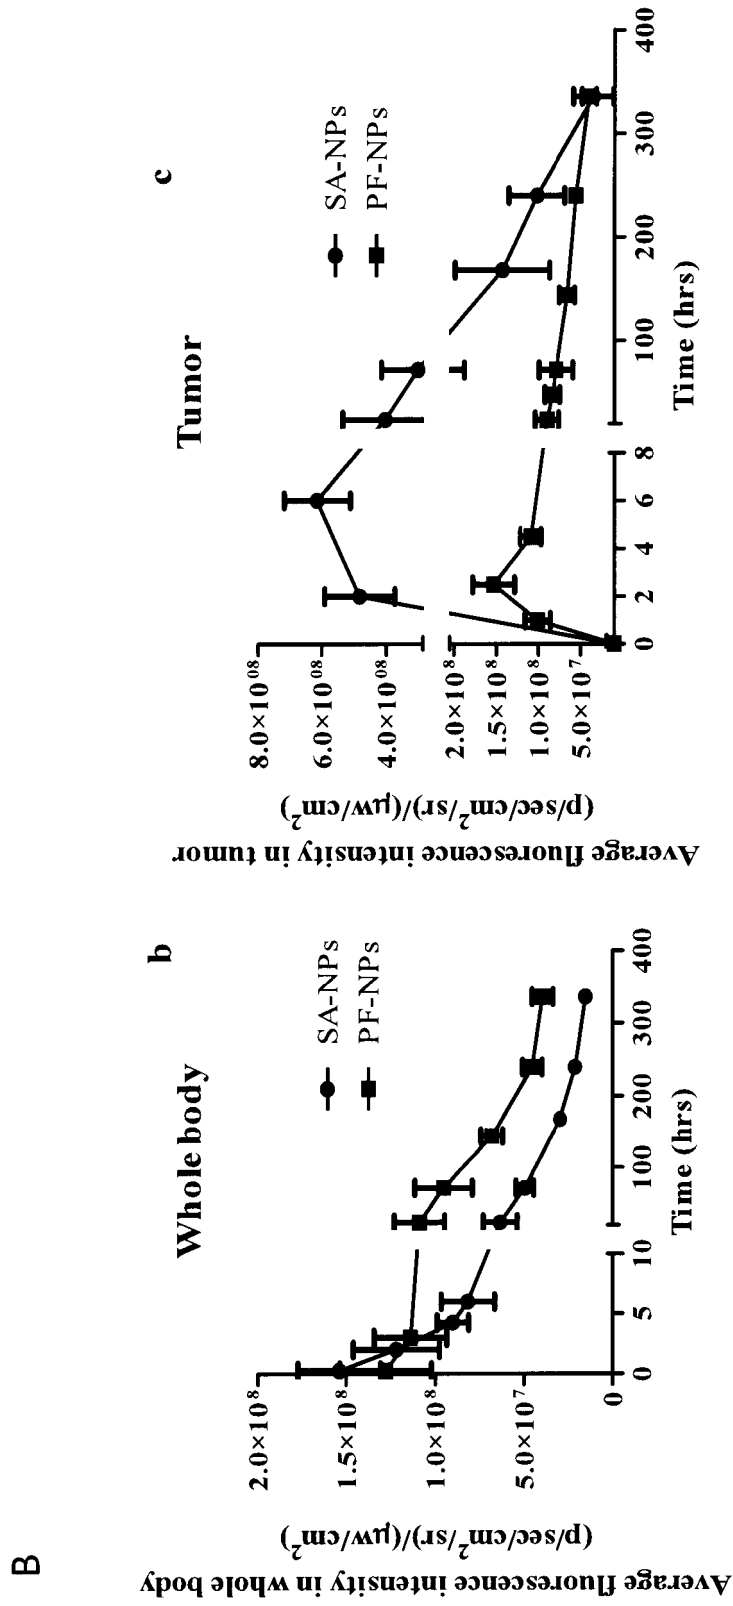 B
b
Whole body
SA-NPs
PF-NPs
Average fluorescence intensity in whole body
(p/sec/cm²/sr)/(μw/cm²)
2.0×10⁸
1.5×10⁸
1.0×10⁸
5.0×10⁷
0
0 5 10 100 200 300 400
Time (hrs)
c
Tumor
SA-NPs
PF-NPs
Average fluorescence intensity in tumor
(p/sec/cm²/sr)/(μw/cm²)
8.0×10⁰⁸
6.0×10⁰⁸
4.0×10⁰⁸
2.0×10⁸
1.5×10⁸
1.0×10⁸
5.0×10⁷
0 2 4 6 8 100 200 300 400
Time (hrs)